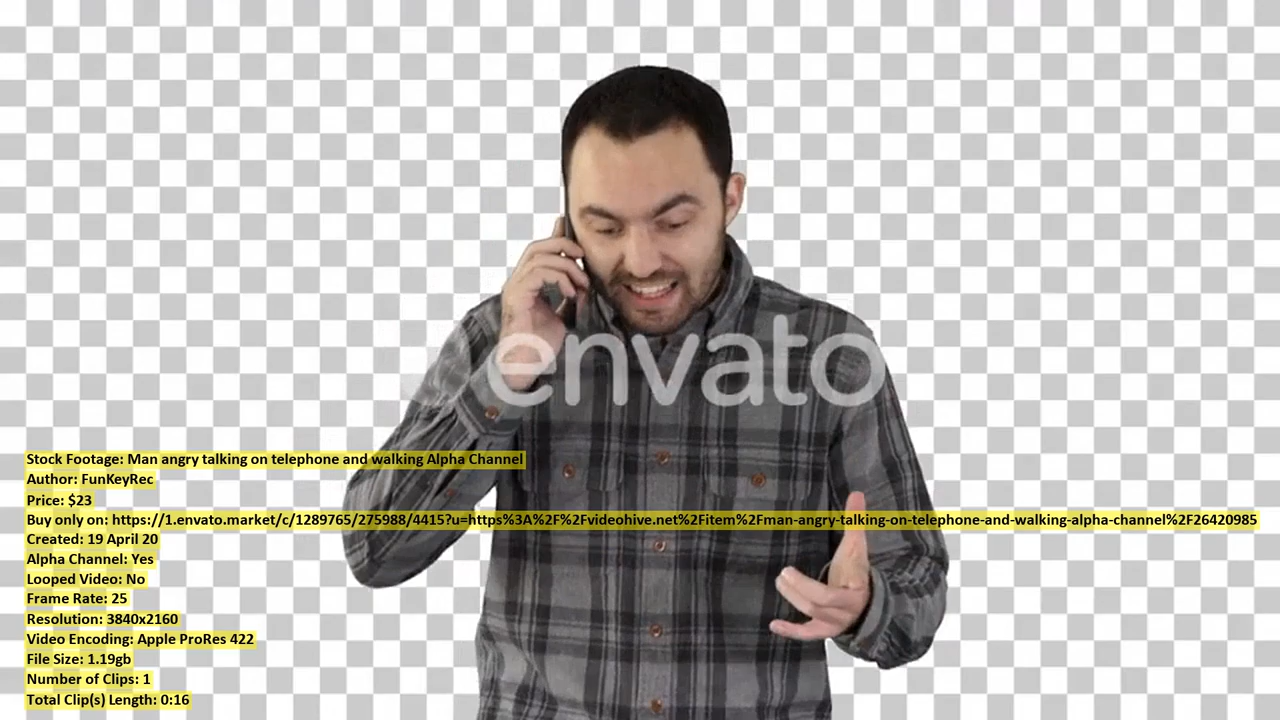 envato
Stock Footage: Man angry talking on telephone and walking Alpha Channel
Author: FunKeyRec
Price: $23
Buy only on: https://1.envato.market/c/1289765/275988/4415?u=https%3A%2F%2Fvideohive.net%2Fitem%2Fman-angry-talking-on-telephone-and-walking-alpha-channel%2F26420985
Created: 19 April 20
Alpha Channel: Yes
Looped Video: No
Frame Rate: 25
Resolution: 3840x2160
Video Encoding: Apple ProRes 422
File Size: 1.19gb
Number of Clips: 1
Total Clip(s) Length: 0:16